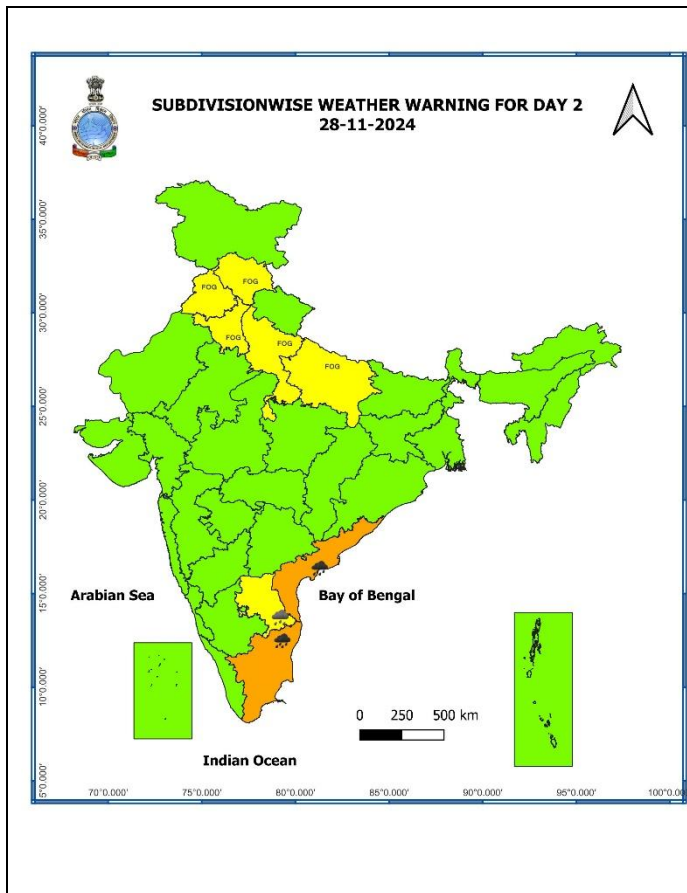 SUBDIVISIONWISE WEATHER WARNING FOR DAY 2
28-11-2024
40°0.000'
35°0.000'
30°0.000'
25°0.000'
20°0.000'
15°0.000'
10°0.000'
5°0.000'
FOG
FOG
FOG
FOG
FOG
Arabian Sea
Bay of Bengal
0 250 500 km
Indian Ocean
70°0.000' 75°0.000' 80°0.000' 85°0.000' 90°0.000' 95°0.000' 100°0.00